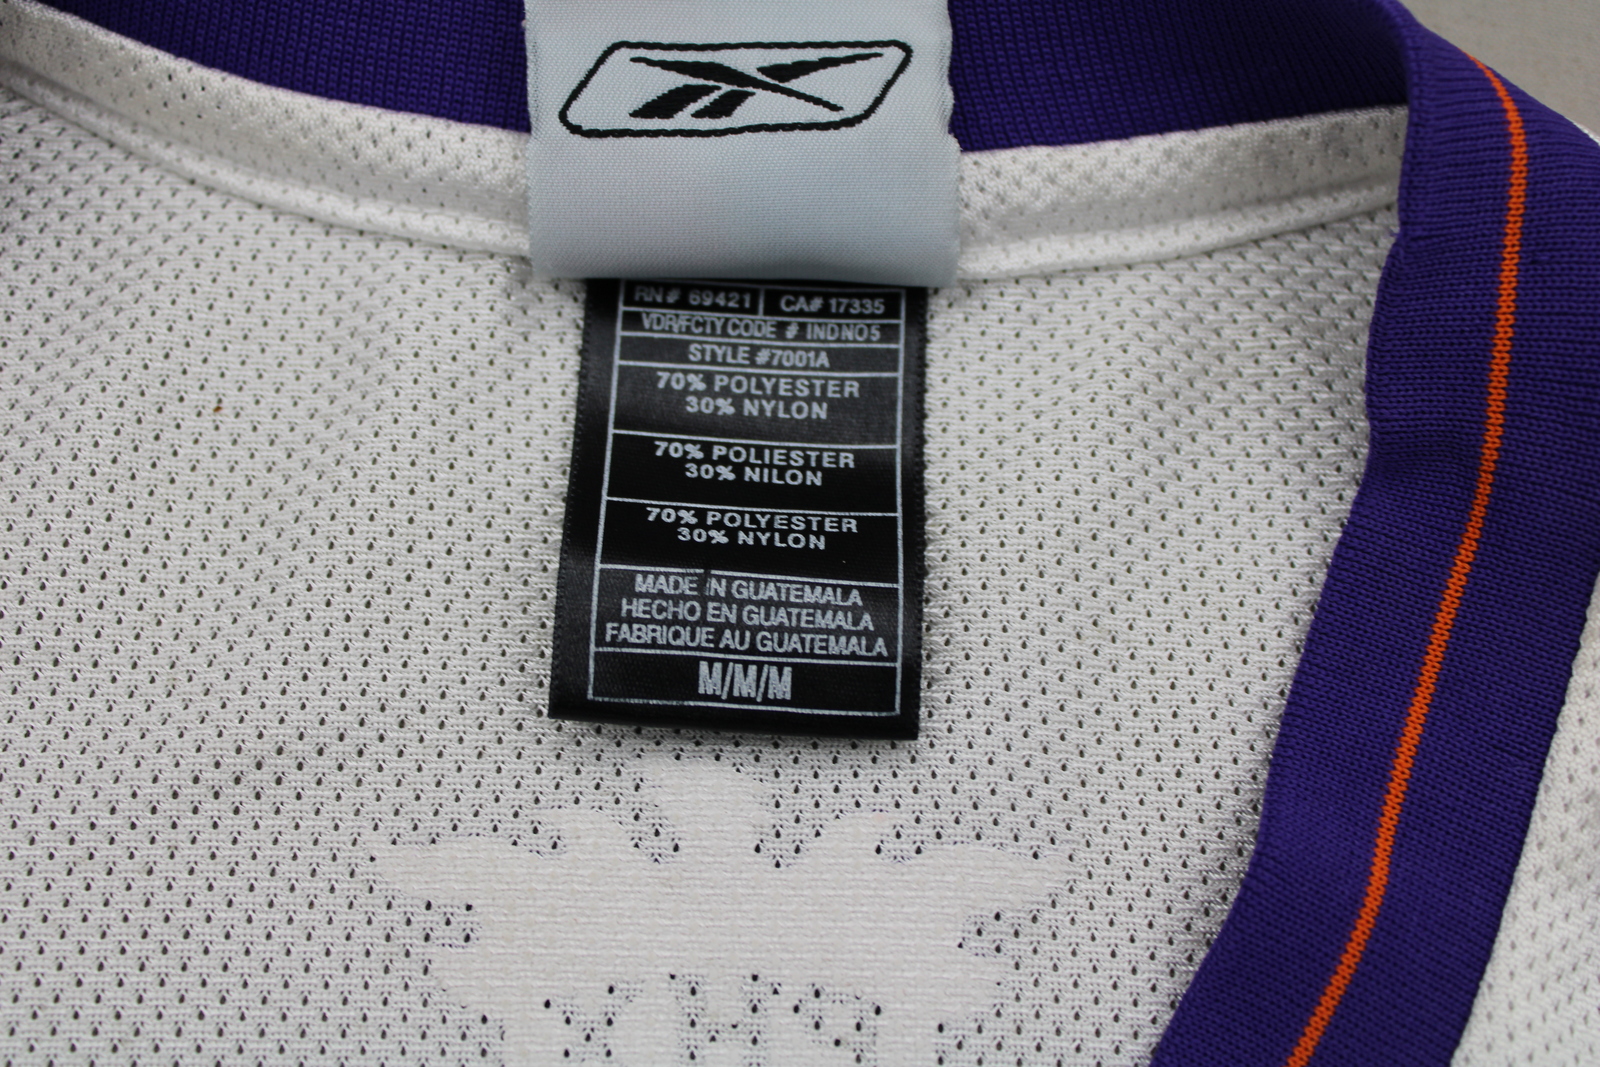 RN# 69421 CA# 17335
VDR/FCTY CODE # INDNO5
STYLE #7001A
70% POLYESTER
30% NYLON
70% POLIESTER
30% NILON
70% POLYESTER
30% NYLON
MADE IN GUATEMALA
HECHO EN GUATEMALA
FABRIQUE AU GUATEMALA
M/M/M
PHX